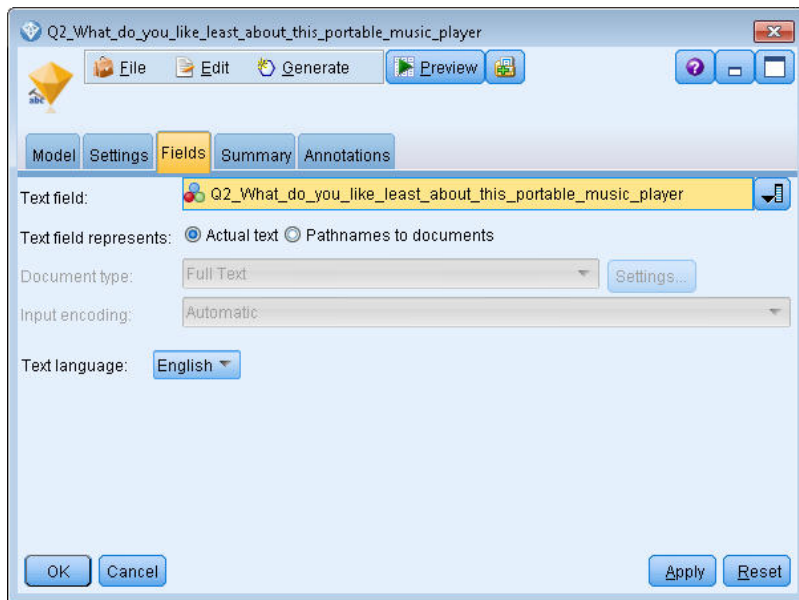 Q2_What_do_you_like_least_about_this_portable_music_player
File Edit Generate Preview ?
abc
Model Settings Fields Summary Annotations
Text field: Q2_What_do_you_like_least_about_this_portable_music_player
Text field represents: Actual text Pathnames to documents
Document type: Full Text Settings...
Input encoding: Automatic
Text language: English
OK Cancel Apply Reset